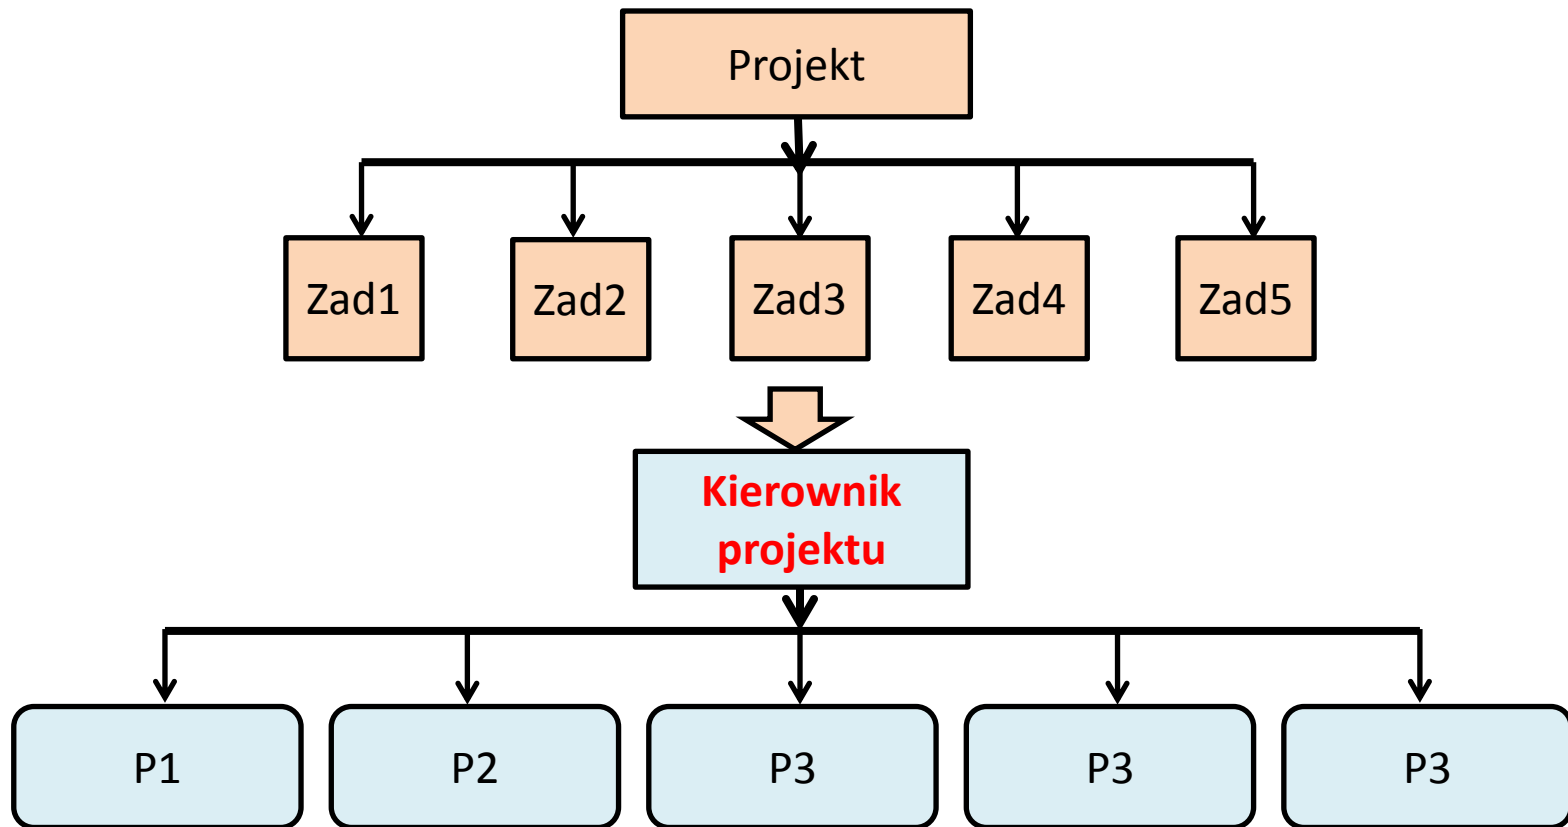 Projekt
Zad1
Zad2
Zad3
Zad4
Zad5
Kierownik
projektu
P1
P2
P3
P3
P3